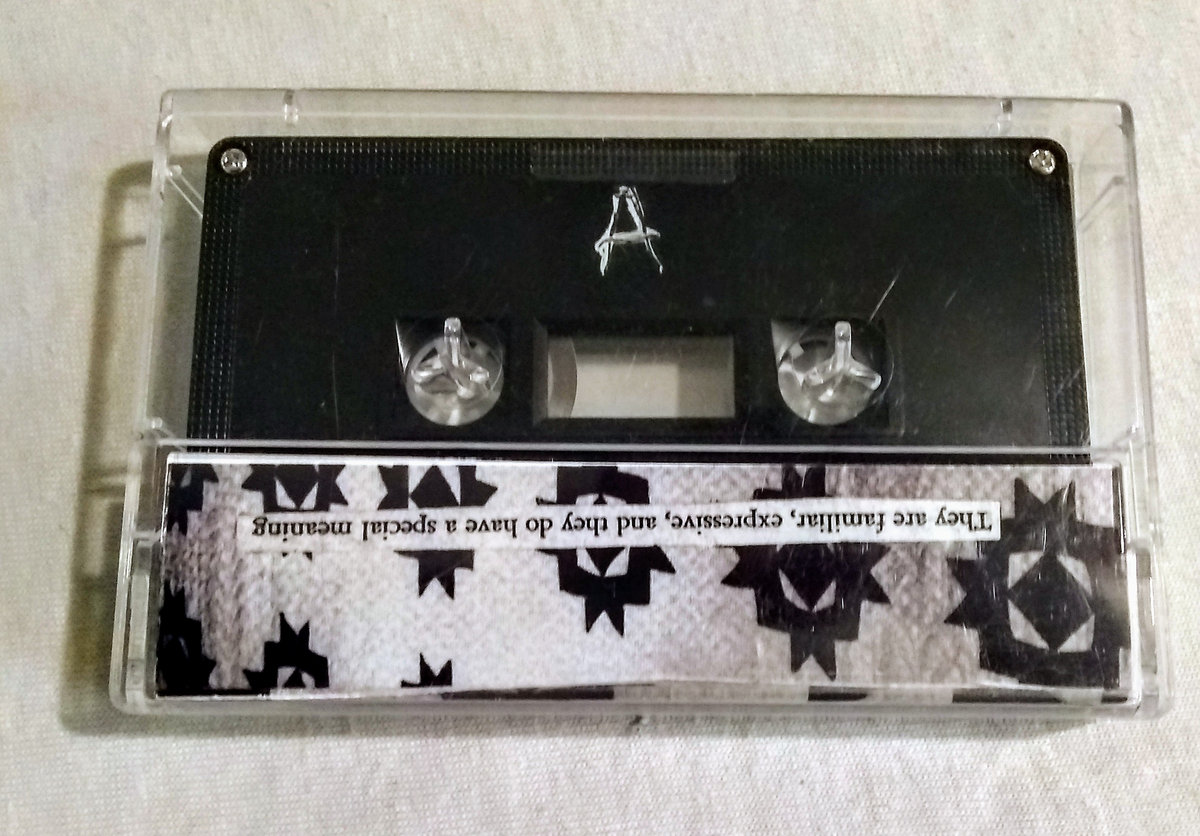 A
They are familiar, expressive, and they do have a special meaning